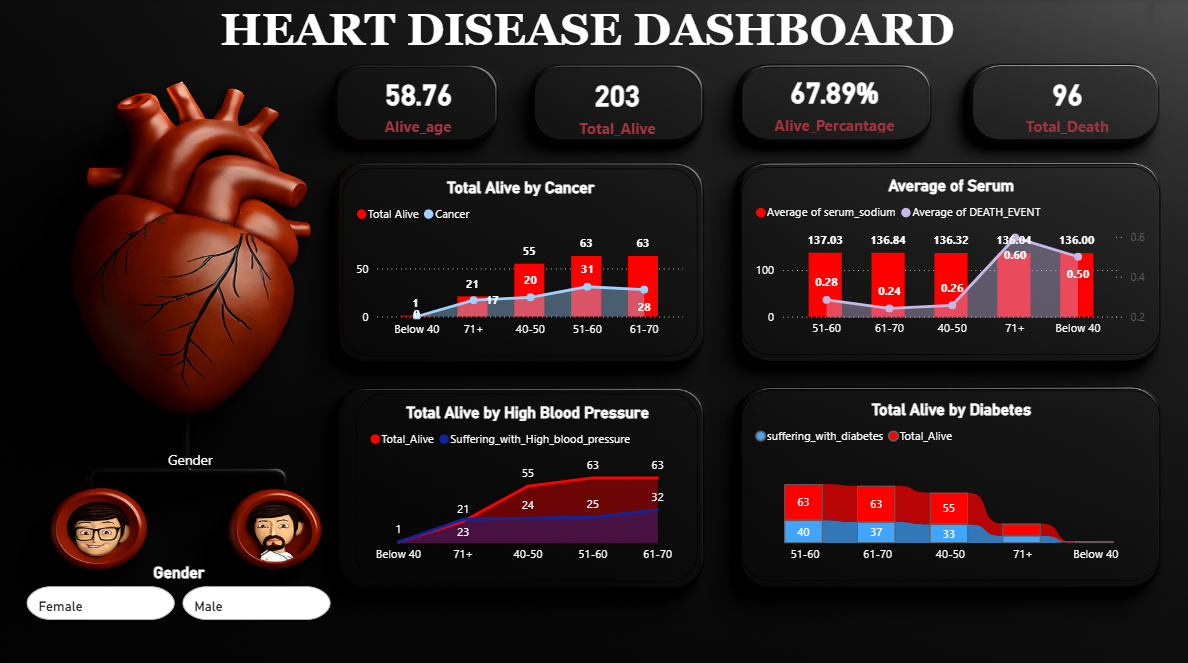 HEART DISEASE DASHBOARD
58.76
Alive_age
203
Total_Alive
67.89%
Alive_Percantage
96
Total_Death
Total Alive by Cancer
Total Alive Cancer
55 63 63
50
21 20 31
1 17 28
0
0
Below 40 71+ 40-50 51-60 61-70
Average of Serum
Average of serum_sodium Average of DEATH_EVENT
137.03 136.84 136.32 136.04 136.00 0.6
0.60
100 0.28 0.24 0.26 0.50 0.4
0 0.2
51-60 61-70 40-50 71+ Below 40
Total Alive by High Blood Pressure
Total_Alive Suffering_with_High_blood_pressure
55 63 63
1 21 24 25 32
23
Below 40 71+ 40-50 51-60 61-70
Total Alive by Diabetes
suffering_with_diabetes Total_Alive
63 63 55
40 37 33
51-60 61-70 40-50 71+ Below 40
Gender
Gender
Female Male